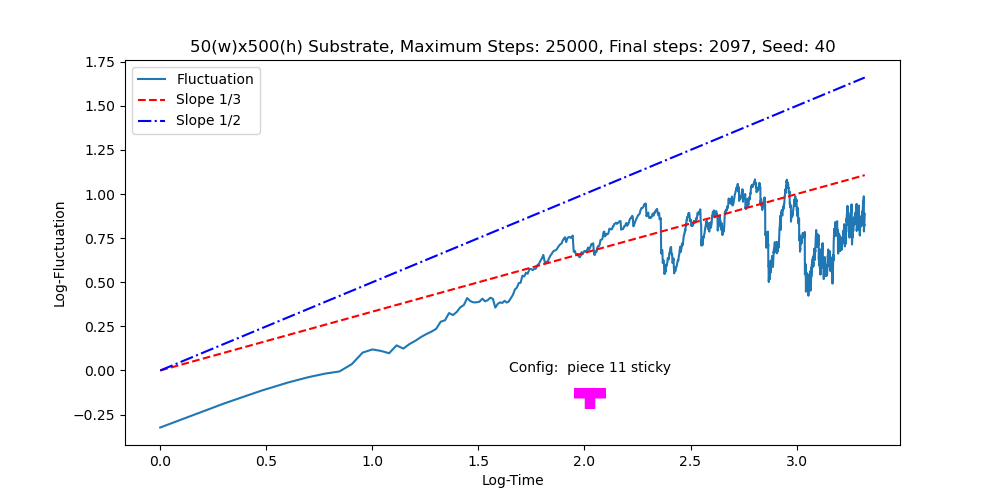 50(w)x500(h) Substrate, Maximum Steps: 25000, Final steps: 2097, Seed: 40
Fluctuation
Slope 1/3
Slope 1/2
Log-Fluctuation
1.75
1.50
1.25
1.00
0.75
0.50
0.25
0.00
−0.25
Config:  piece 11 sticky
0.0 0.5 1.0 1.5 2.0 2.5 3.0
Log-Time